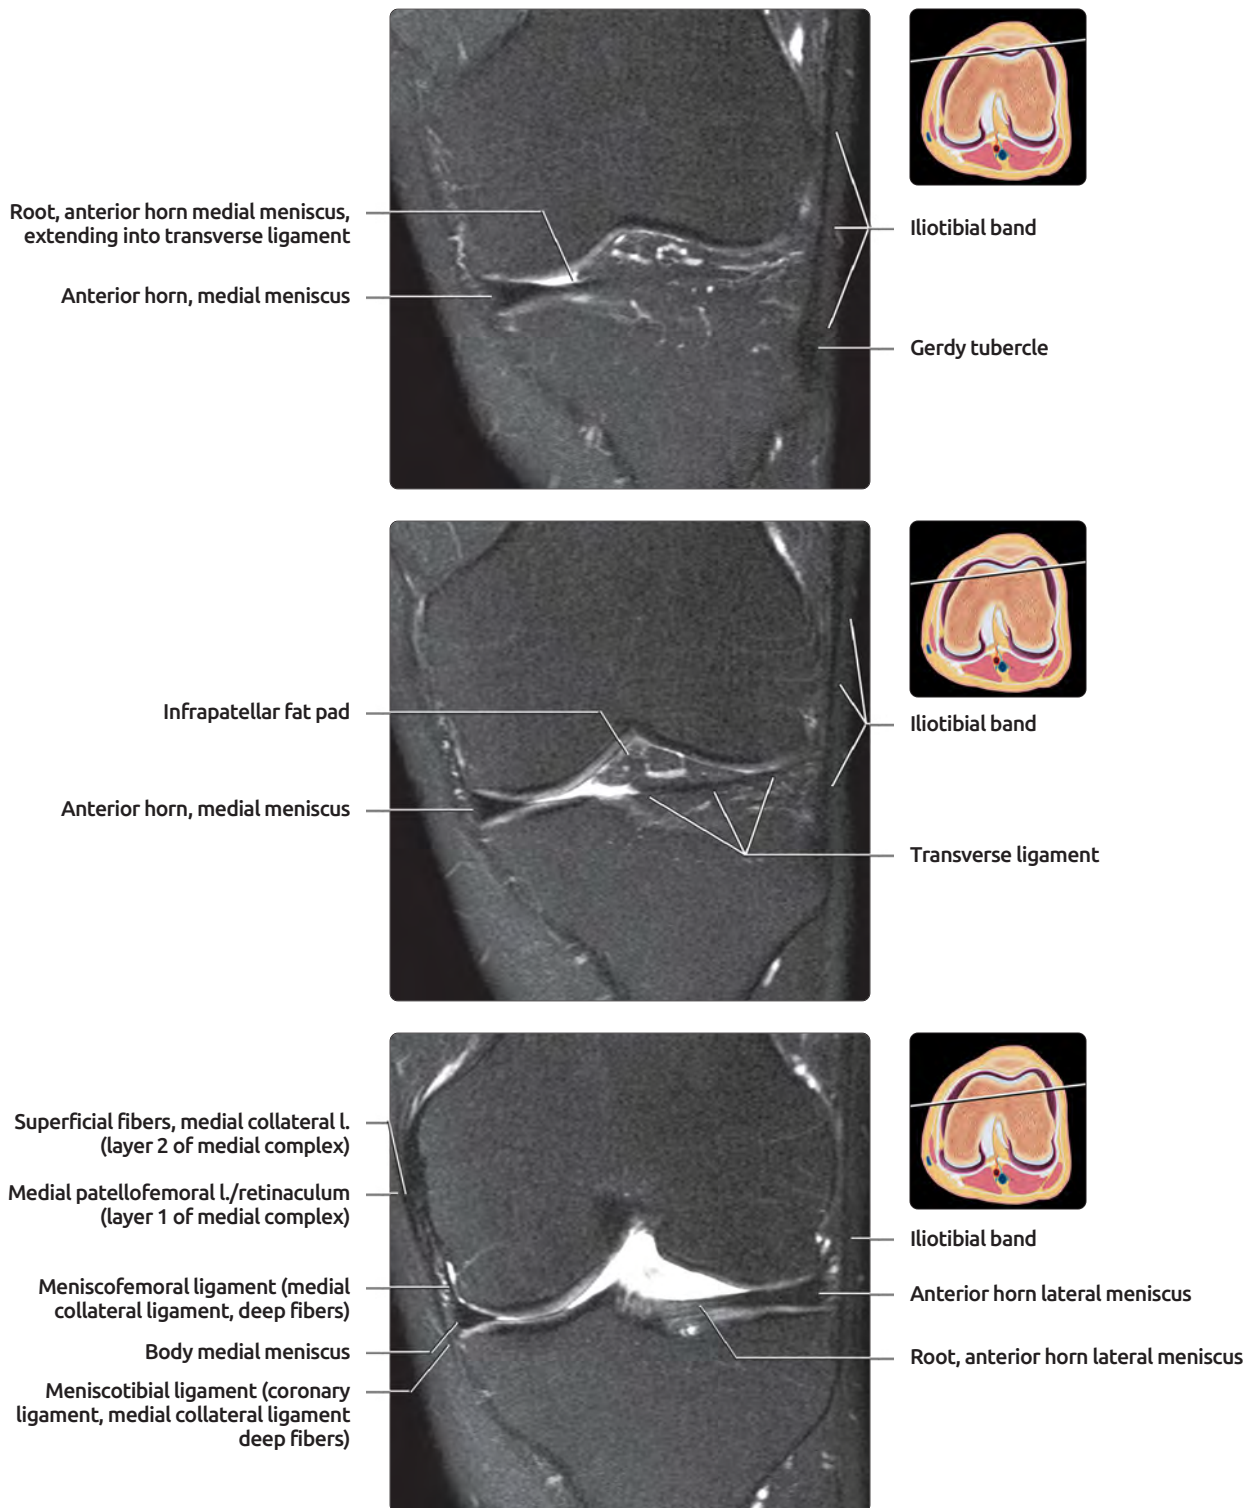 Root, anterior horn medial meniscus,
extending into transverse ligament
Anterior horn, medial meniscus
Iliotibial band
Gerdy tubercle
Infrapatellar fat pad
Anterior horn, medial meniscus
Iliotibial band
Transverse ligament
Superficial fibers, medial collateral l.
(layer 2 of medial complex)
Medial patellofemoral l./retinaculum
(layer 1 of medial complex)
Meniscofemoral ligament (medial
collateral ligament, deep fibers)
Body medial meniscus
Meniscotibial ligament (coronary
ligament, medial collateral ligament
deep fibers)
Iliotibial band
Anterior horn lateral meniscus
Root, anterior horn lateral meniscus